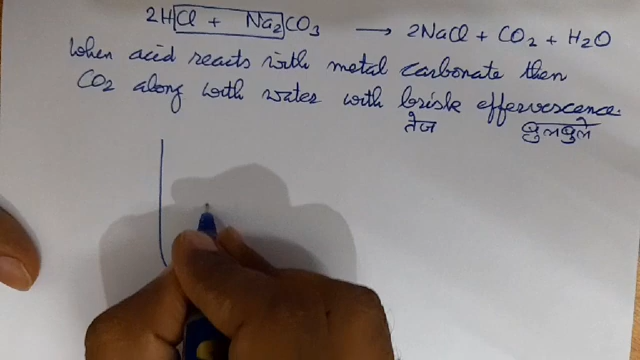 2HCl + Na₂CO₃ → 2NaCl + CO₂ + H₂O
When acid reacts with metal carbonate then
CO₂ along with water with brisk effervescence.
तेज बुलबुले